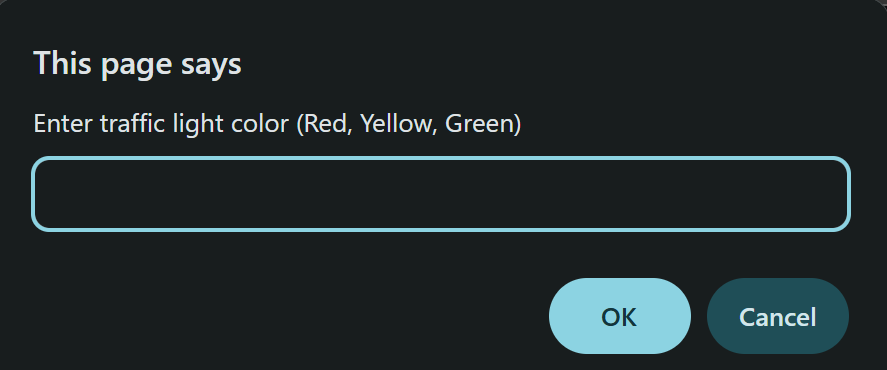 This page says
Enter traffic light color (Red, Yellow, Green)
OK
Cancel